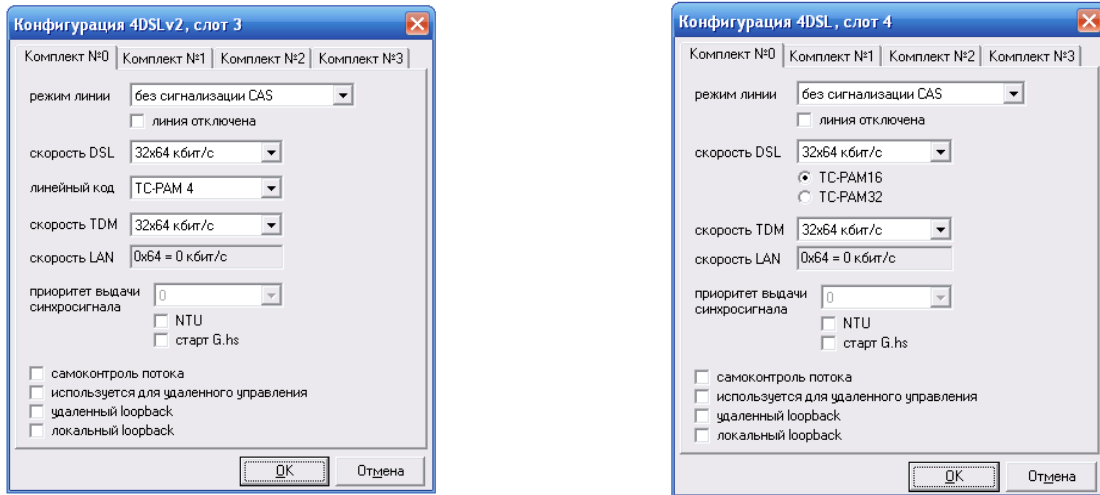 Конфигурация 4DSLv2, слот 3
Комплект №0 Комплект №1 Комплект №2 Комплект №3
режим линии без сигнализации CAS
линия отключена
скорость DSL 32x64 кбит/с
линейный код TC-PAM 4
скорость TDM 32x64 кбит/с
скорость LAN 0x64 = 0 кбит/с
приоритет выдачи синхросигнала 0
NTU
старт G.hs
самоконтроль потока
используется для удаленного управления
удаленный loopback
локальный loopback
OK Отмена
Конфигурация 4DSL, слот 4
Комплект №0 Комплект №1 Комплект №2 Комплект №3
режим линии без сигнализации CAS
линия отключена
скорость DSL 32x64 кбит/с
TC-PAM16
TC-PAM32
скорость TDM 32x64 кбит/с
скорость LAN 0x64 = 0 кбит/с
приоритет выдачи синхросигнала 0
NTU
старт G.hs
самоконтроль потока
используется для удаленного управления
удаленный loopback
локальный loopback
OK Отмена